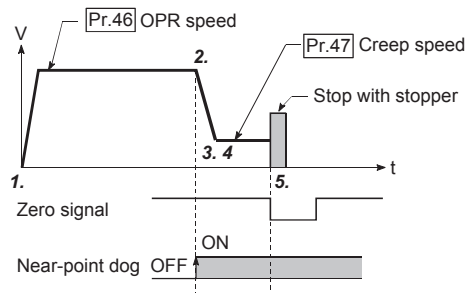 Pr.46 OPR speed
V
2.
Pr.47 Creep speed
Stop with stopper
3. 4
t
1.
5.
Zero signal
ON
Near-point dog OFF